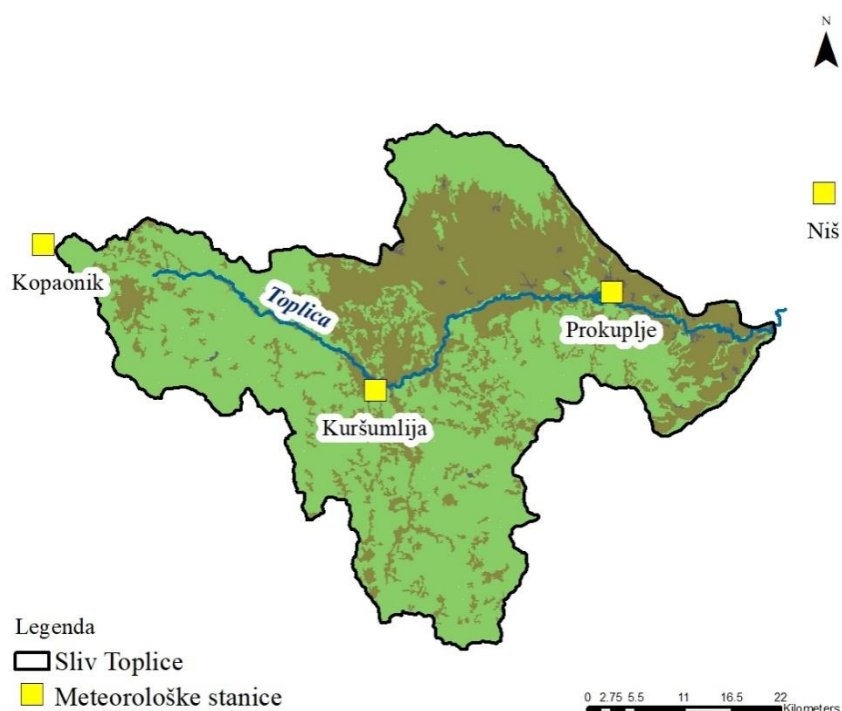 N
Niš
Kopaonik
Toplica
Prokuplje
Kuršumlija
Legenda
Sliv Toplice
Meteorološke stanice
0 2.75 5.5 11 16.5 22
Kilometers